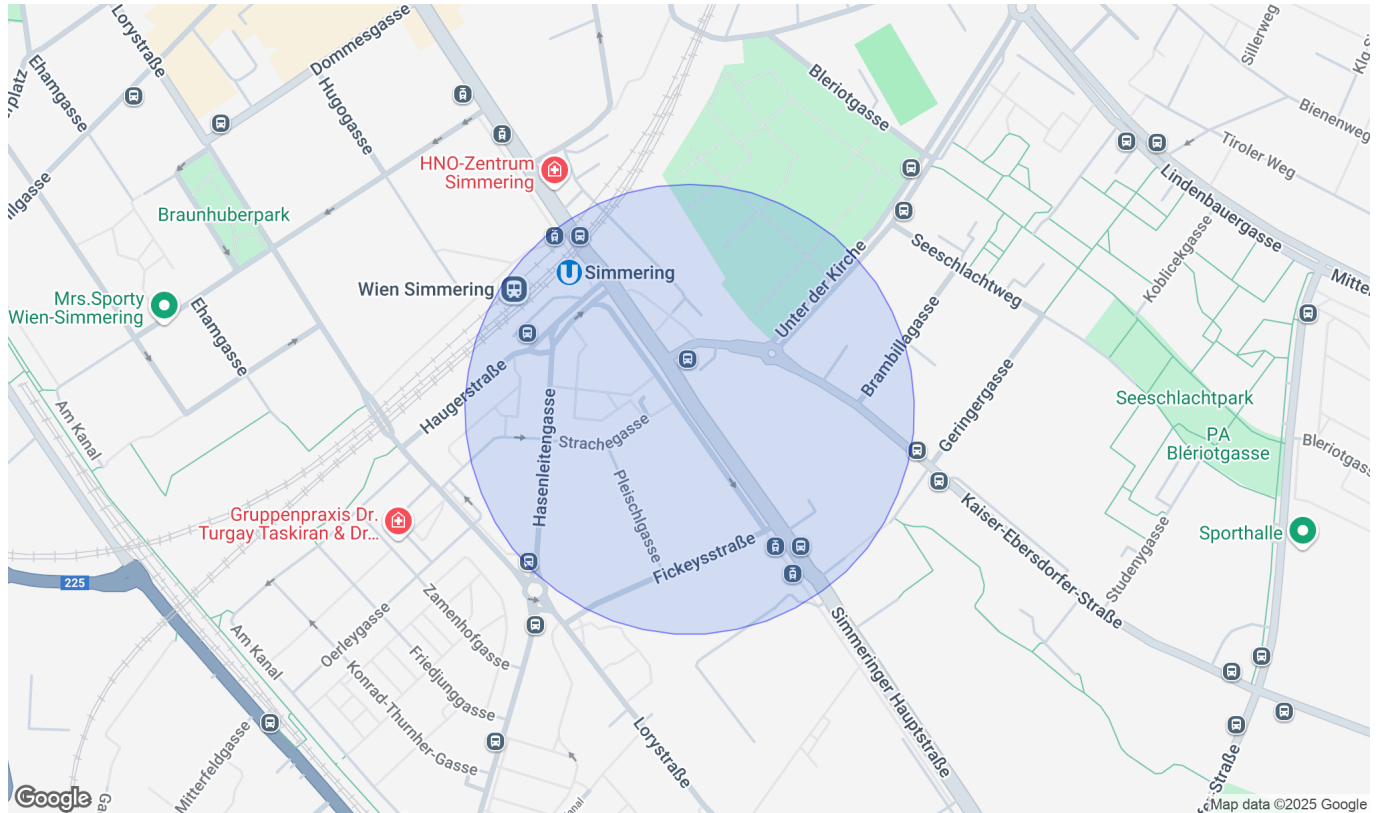 Lorystraße
Dommesgasse
Ehamgasse
Hugogasse
Bleriotgasse
Sillerweg
Bienenweg
Tiroler Weg
Lindenbauergasse
HNO-Zentrum
Simmering
Braunhuberpark
Simmering
Wien Simmering
Mrs.Sporty
Wien-Simmering
Ehamgasse
Unter der Kirche
Seeschlachtweg
Koblicekgasse
Brambillagasse
Geringergasse
Seeschlachtpark
PA
Blériotgasse
Bleriotgasse
Haugerstraße
Hasenleitengasse
Strachegasse
Pleischlgasse
Am Kanal
Gruppenpraxis Dr.
Turgay Taskiran & Dr...
Fickeysstraße
Kaiser-Ebersdorfer-Straße
Studenygasse
Sporthalle
225
Am Kanal
Oerleygasse
Zamenhofgasse
Friedjunggasse
Konrad-Thurnher-Gasse
Mitterfeldgasse
Lorystraße
Simmeringer Hauptstraße
Google
Map data ©2025 Google